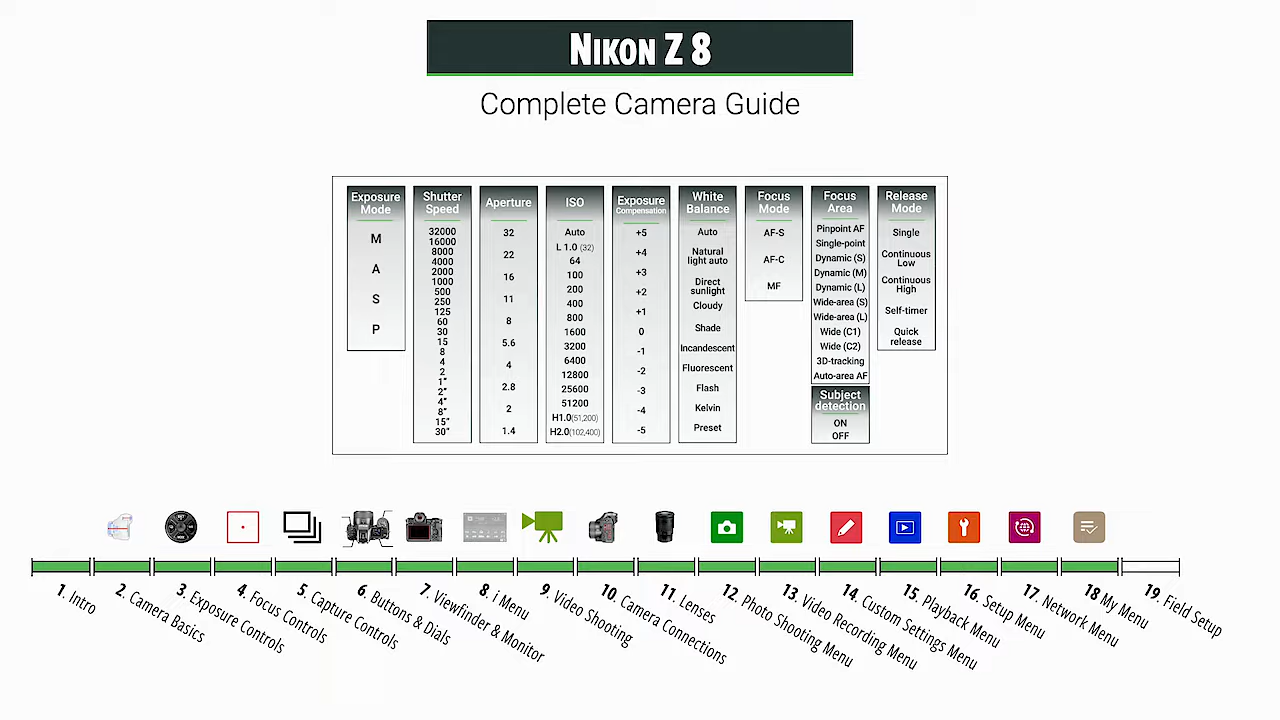 NIKON Z 8
Complete Camera Guide
Exposure
Mode
M
A
S
P
Shutter
Speed
32000
16000
8000
4000
2000
1000
500
250
125
60
30
15
8
4
2
1"
2"
4"
8"
15"
30"
Aperture
32
22
16
11
8
5.6
4
2.8
2
1.4
ISO
Auto
L 1.0 (32)
64
100
200
400
800
1600
3200
6400
12800
25600
51200
H1.0(51,200)
H2.0(102,400)
Exposure
Compensation
+5
+4
+3
+2
+1
0
-1
-2
-3
-4
-5
White
Balance
Auto
Natural
light auto
Direct
sunlight
Cloudy
Shade
Incandescent
Fluorescent
Flash
Kelvin
Preset
Focus
Mode
AF-S
AF-C
MF
Focus
Area
Pinpoint AF
Single-point
Dynamic (S)
Dynamic (M)
Dynamic (L)
Wide-area (S)
Wide-area (L)
Wide (C1)
Wide (C2)
3D-tracking
Auto-area AF
Subject
detection
ON
OFF
Release
Mode
Single
Continuous
Low
Continuous
High
Self-timer
Quick
release
1. Intro
2. Camera Basics
3. Exposure Controls
4. Focus Controls
5. Capture Controls
6. Buttons & Dials
7. Viewfinder & Monitor
8. i Menu
9. Video Shooting
10. Camera Connections
11. Lenses
12. Photo Shooting Menu
13. Video Recording Menu
14. Custom Settings Menu
15. Playback Menu
16. Setup Menu
17. Network Menu
18 My Menu
19. Field Setup